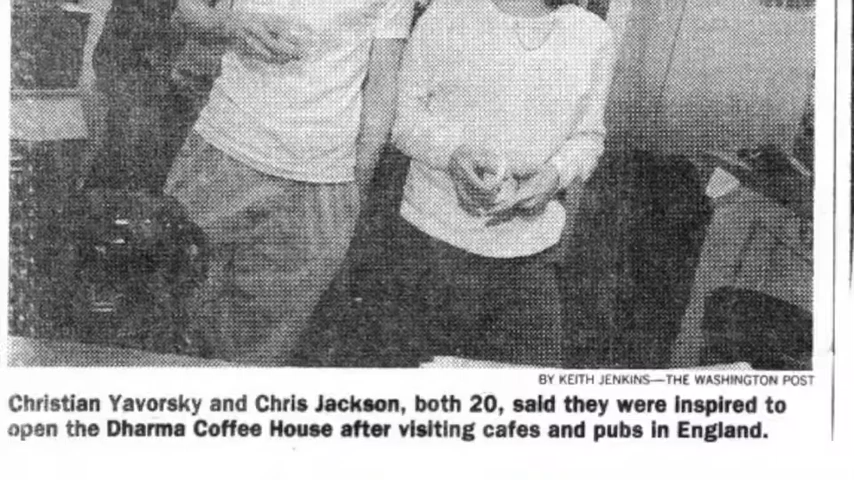 BY KEITH JENKINS—THE WASHINGTON POST
Christian Yavorsky and Chris Jackson, both 20, said they were inspired to
open the Dharma Coffee House after visiting cafes and pubs in England.